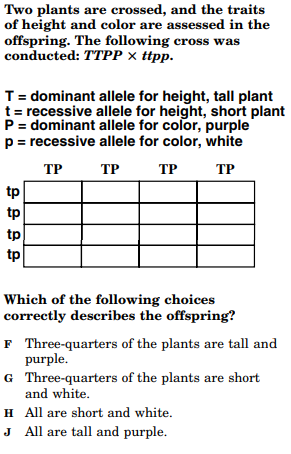 Two plants are crossed, and the traits
of height and color are assessed in the
offspring. The following cross was
conducted: TTPP × ttpp.
T = dominant allele for height, tall plant
t = recessive allele for height, short plant
P = dominant allele for color, purple
p = recessive allele for color, white
TP TP TP TP
tp
tp
tp
tp
Which of the following choices
correctly describes the offspring?
F Three-quarters of the plants are tall and
purple.
G Three-quarters of the plants are short
and white.
H All are short and white.
J All are tall and purple.